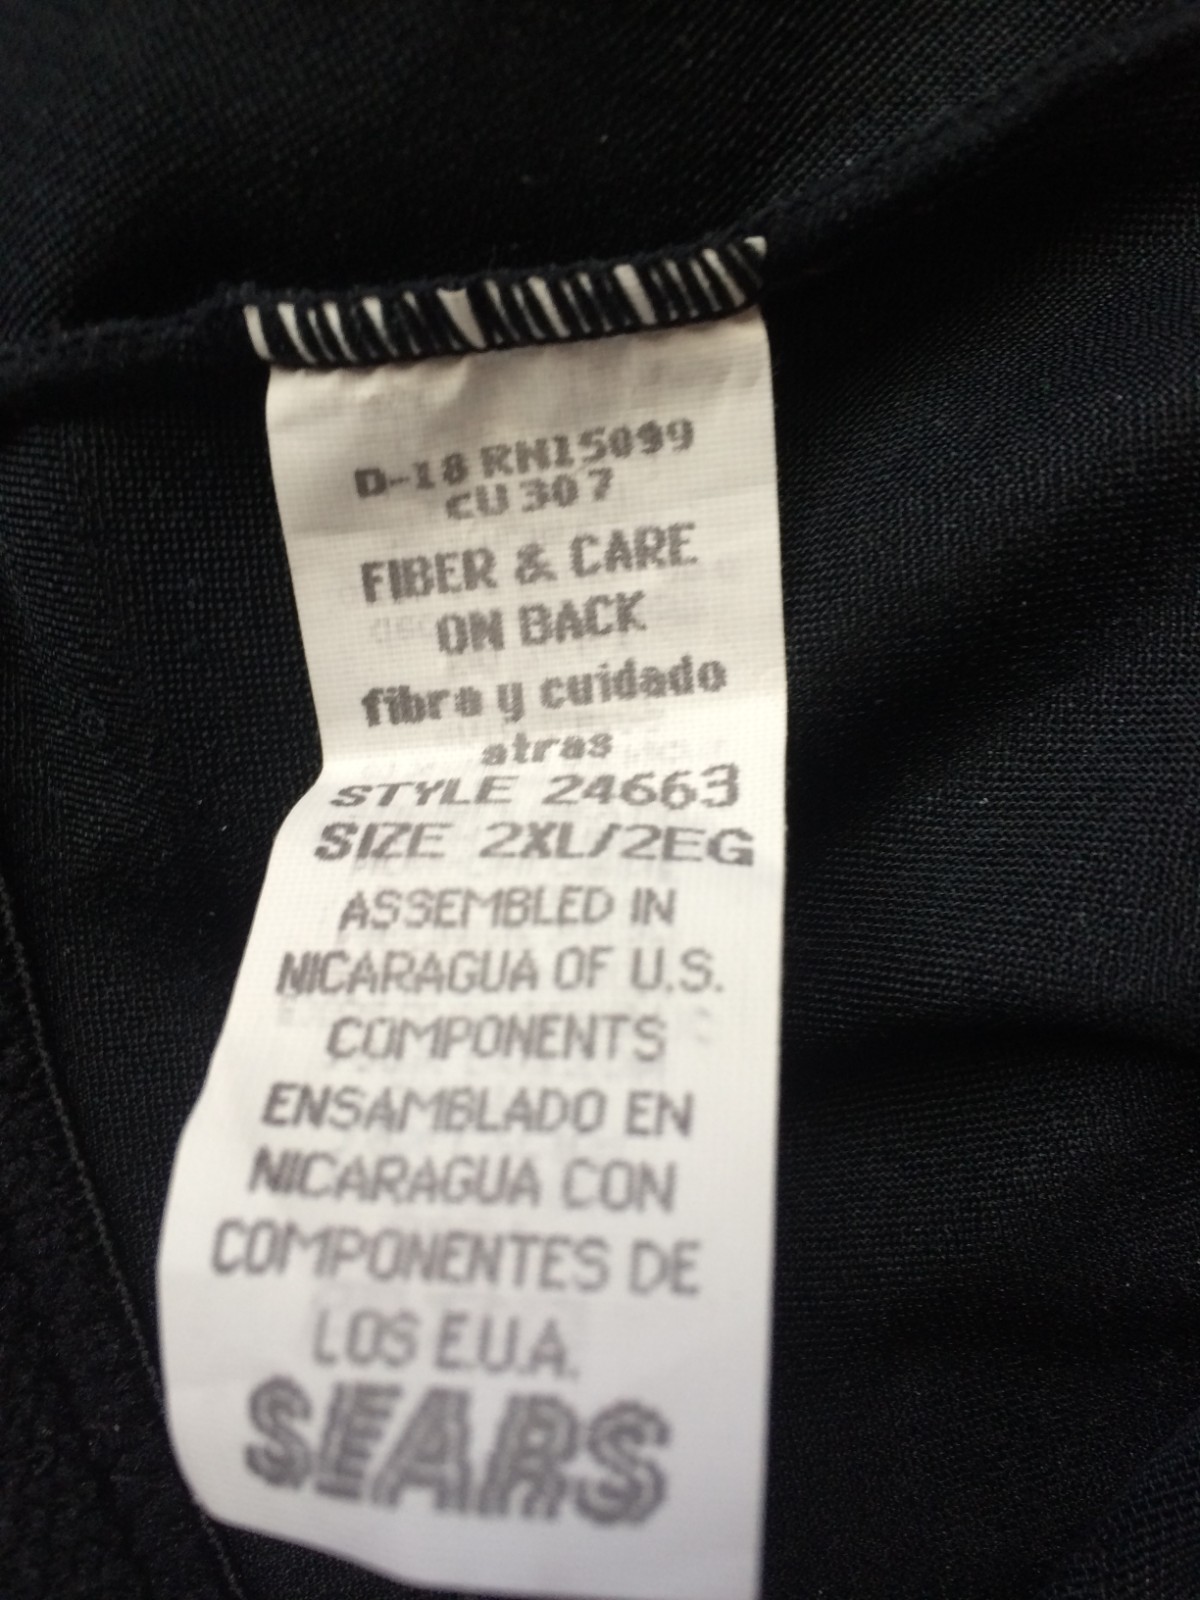 D-18 RN15099
CU 307
FIBER & CARE
ON BACK
fibra y cuidado
atras
STYLE 24663
SIZE 2XL/2EG
ASSEMBLED IN
NICARAGUA OF U.S.
COMPONENTS
ENSAMBLADO EN
NICARAGUA CON
COMPONENTES DE
LOS E.U.A.
SEARS